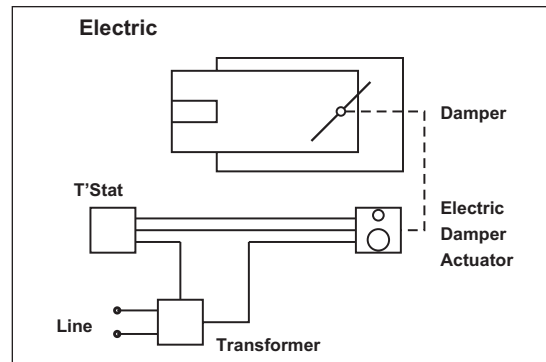 Electric
Damper
T'Stat
Electric
Damper
Actuator
Line
Transformer